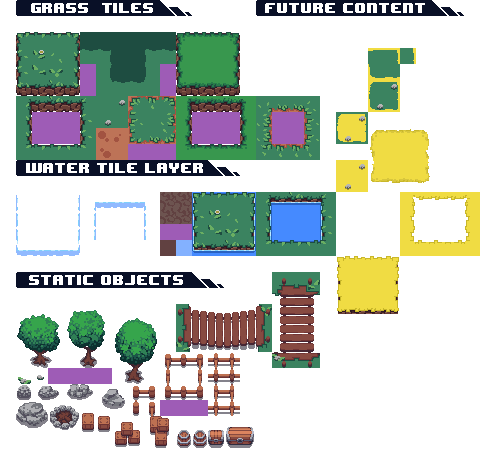 GRASS TILES
FUTURE CONTENT
WATER TILE LAYER
STATIC OBJECTS